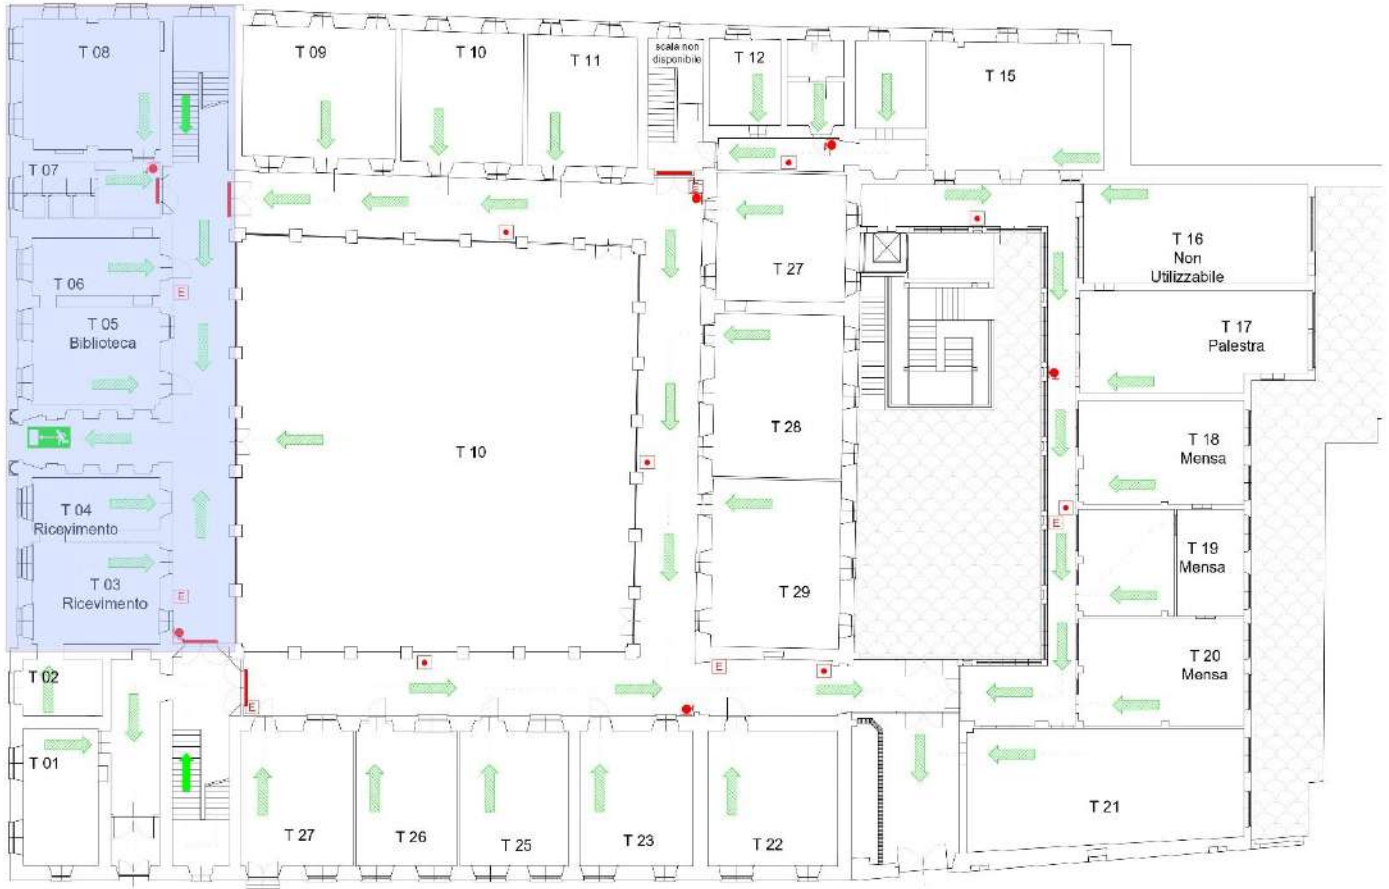 T 08
T 09
T 10
T 11
scala non
disponibile
T 12
T 15
T 07
T 16
Non
Utilizzabile
T 27
T 06
T 05
Biblioteca
T 17
Palestra
T 10
T 28
T 18
Mensa
T 04
Ricevimento
T 03
Ricevimento
T 29
T 19
Mensa
T 20
Mensa
T 02
T 01
T 27
T 26
T 25
T 23
T 22
T 21
E
E
E
E
E
E